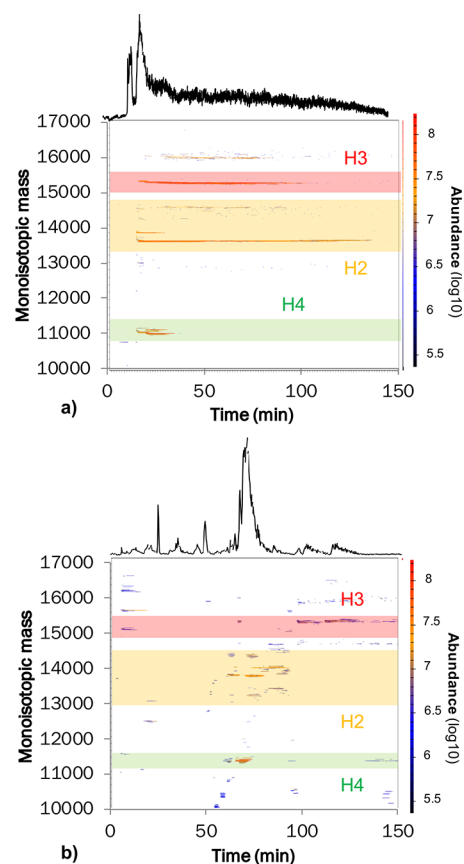 17000
16000
15000
14000
13000
12000
11000
10000
Monoisotopic mass
H3
H2
H4
0
50
100
150
Time (min)
a)
8
7.5
7
6.5
6
5.5
Abundance (log10)
17000
16000
15000
14000
13000
12000
11000
10000
Monoisotopic mass
H3
H2
H4
0
50
100
150
Time (min)
b)
8
7.5
7
6.5
6
5.5
Abundance (log10)